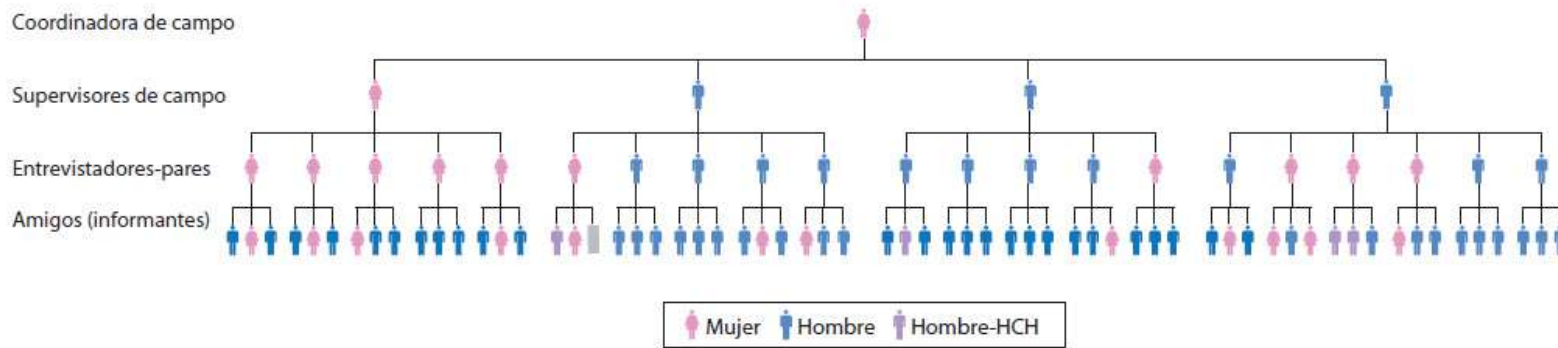 Coordinadora de campo
Supervisores de campo
Entrevistadores-pares
Amigos (informantes)
Mujer Hombre Hombre-HCH